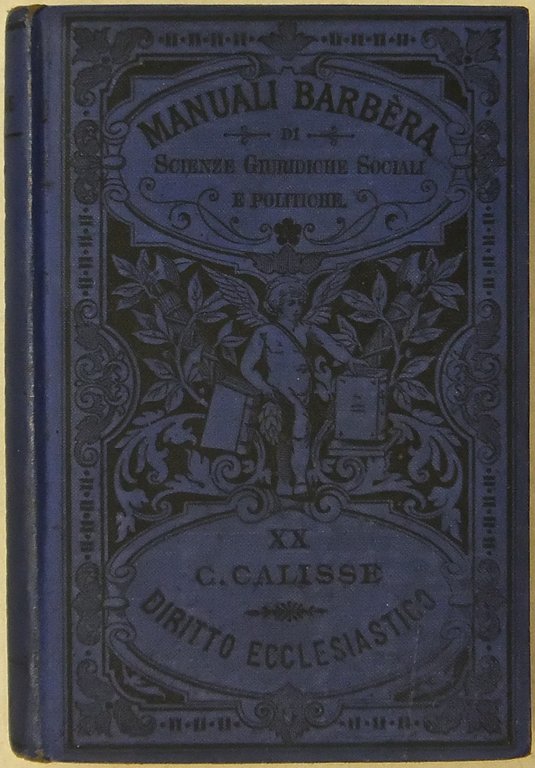 MANUALI BARBÈRA
DI
SCIENZE GIURIDICHE SOCIALI
E POLITICHE.
XX
C. CALISSE
DIRITTO ECCLESIASTICO